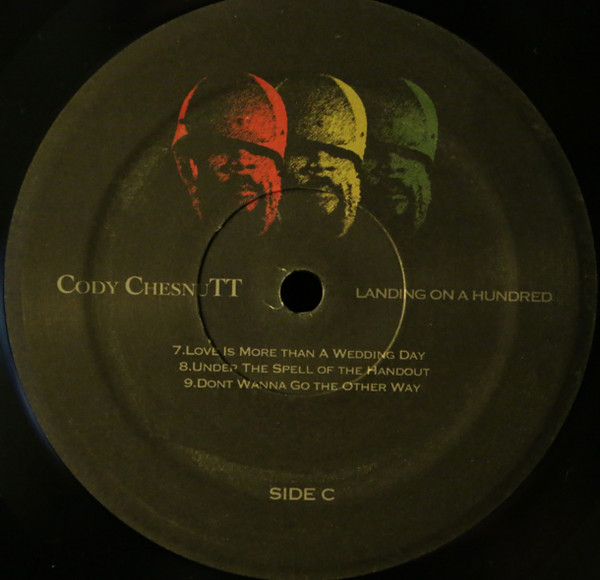 CODY CHESNUTT
LANDING ON A HUNDRED
7.LOVE IS MORE THAN A WEDDING DAY
8.UNDER THE SPELL OF THE HANDOUT
9.DONT WANNA GO THE OTHER WAY
SIDE C